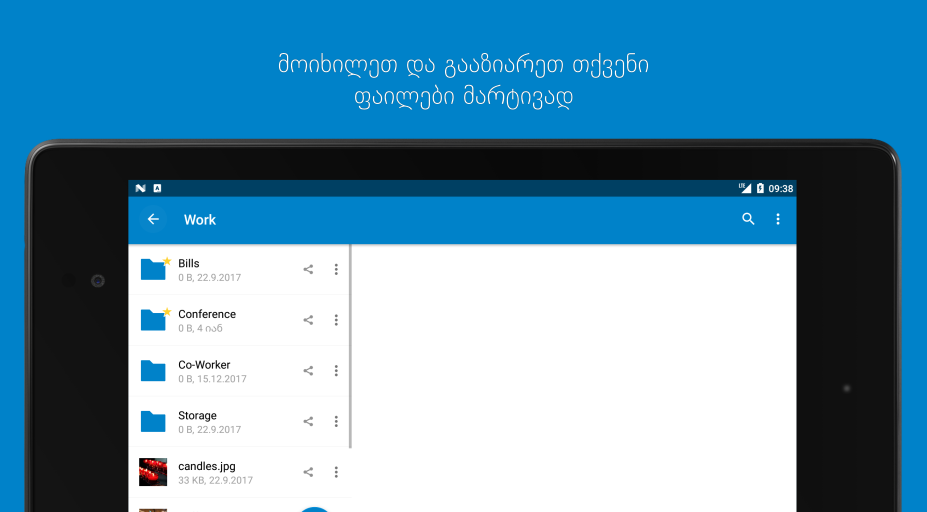 მოიხილეთ და გააზიარეთ თქვენი
ფაილები მარტივად
LTE 09:38
Work
Bills
0 B, 22.9.2017
Conference
0 B, 4 იან
Co-Worker
0 B, 15.12.2017
Storage
0 B, 22.9.2017
candles.jpg
33 KB, 22.9.2017